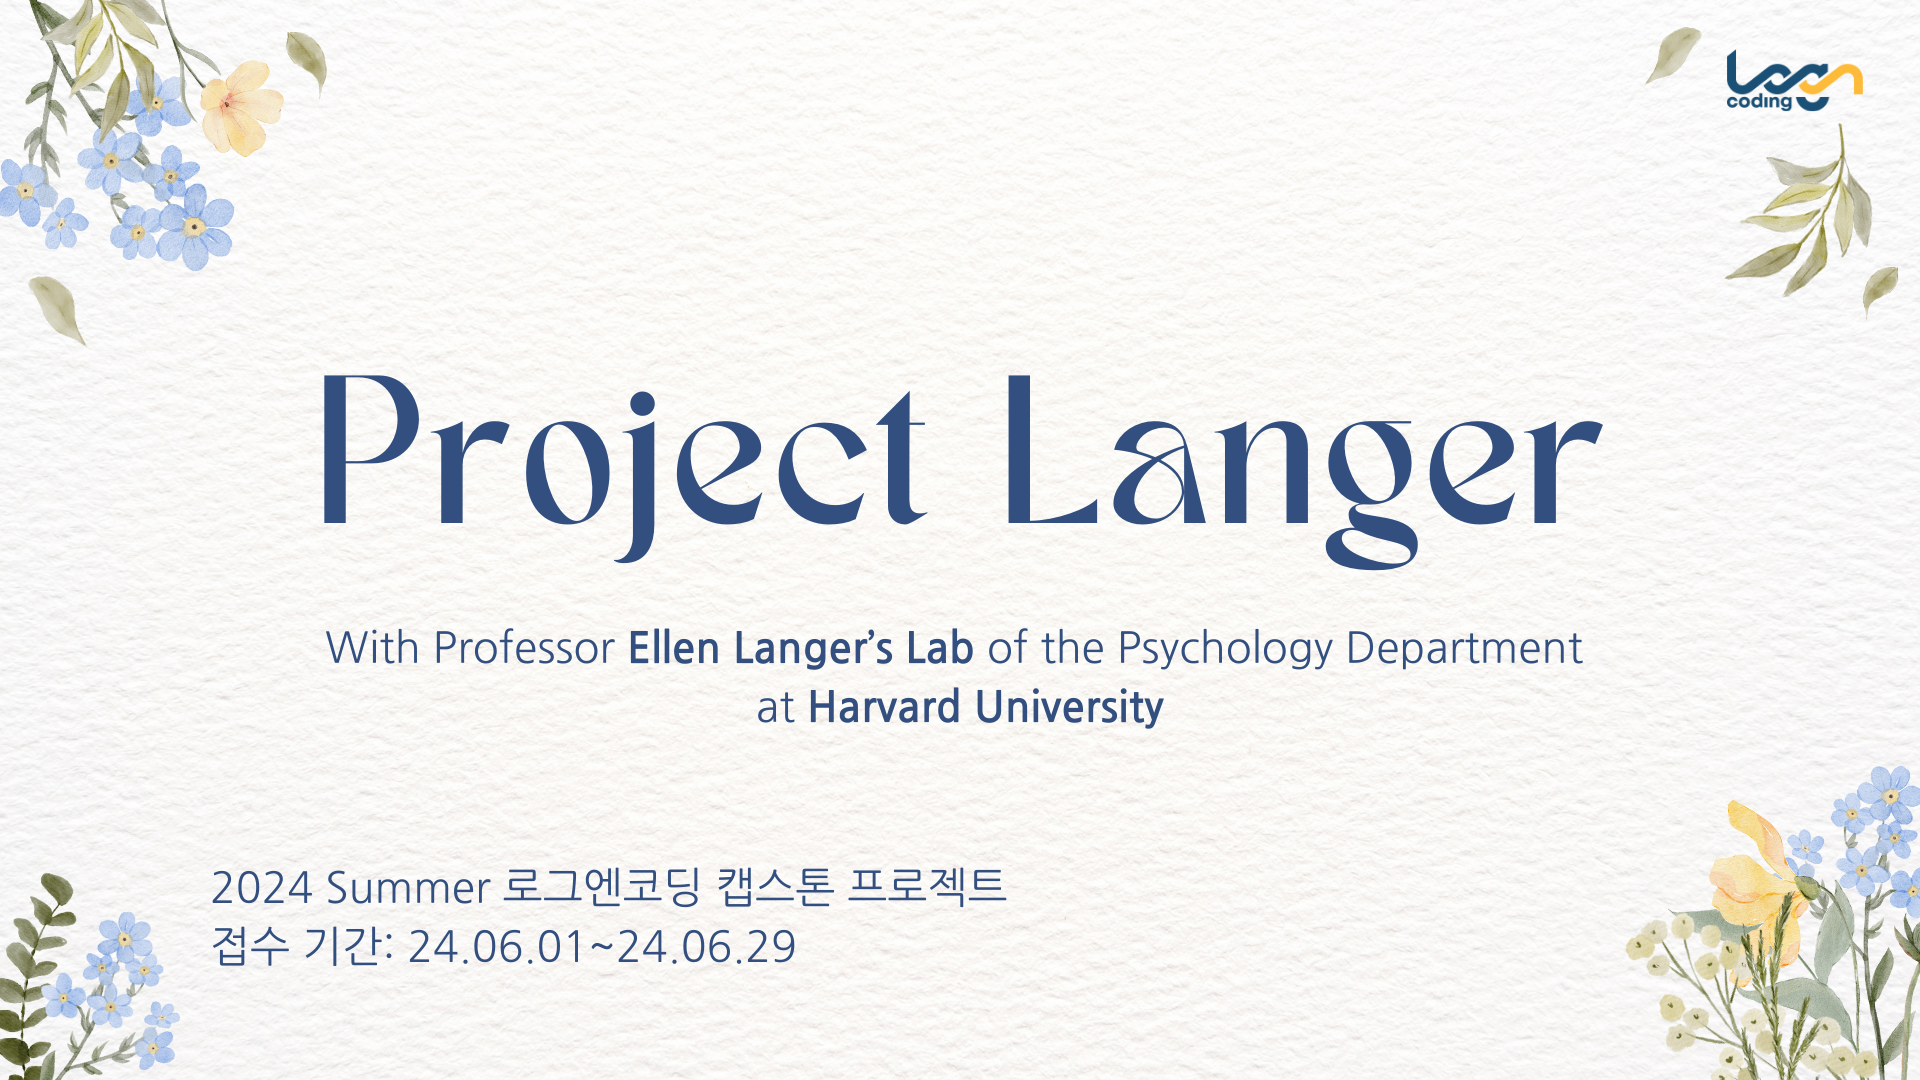 coding
Project Langer
With Professor Ellen Langer’s Lab of the Psychology Department
at Harvard University
2024 Summer 로그엔코딩 캡스톤 프로젝트
접수 기간: 24.06.01~24.06.29